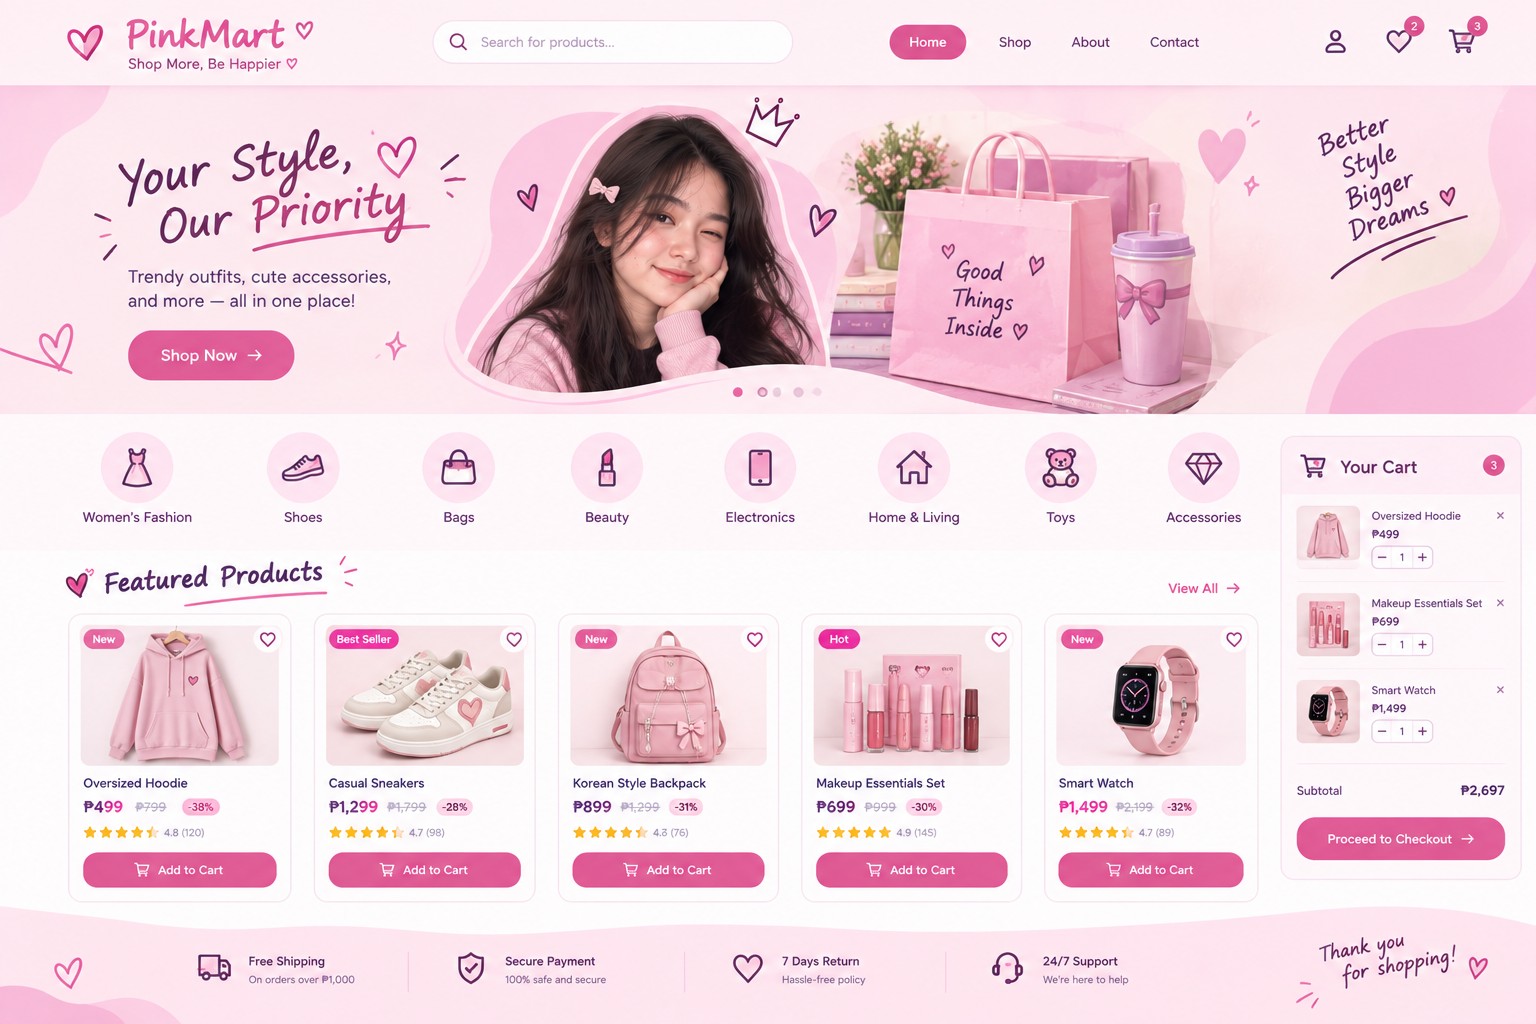 PinkMart
Shop More, Be Happier
Search for products...
Home
Shop
About
Contact
2
3
Your Style,
Our Priority
Trendy outfits, cute accessories,
and more — all in one place!
Shop Now
Good
Things
Inside
Better
Style
Bigger
Dreams
Women's Fashion
Shoes
Bags
Beauty
Electronics
Home & Living
Toys
Accessories
Featured Products
View All
New
Oversized Hoodie
₱499 ₱799 -38%
4.8 (120)
Add to Cart
Best Seller
Casual Sneakers
₱1,299 ₱1,799 -28%
4.7 (98)
Add to Cart
New
Korean Style Backpack
₱899 ₱1,299 -31%
(76)
Add to Cart
Hot
Makeup Essentials Set
₱699 ₱999 -30%
4.9 (145)
Add to Cart
New
Smart Watch
₱1,499 ₱2,199 -32%
4.7 (89)
Add to Cart
Your Cart
3
Oversized Hoodie
₱499
1
Makeup Essentials Set
₱699
1
Smart Watch
₱1,499
1
Subtotal ₱2,697
Proceed to Checkout
Free Shipping
On orders over ₱1,000
Secure Payment
100% safe and secure
7 Days Return
Hassle-free policy
24/7 Support
We're here to help
Thank you
for shopping!